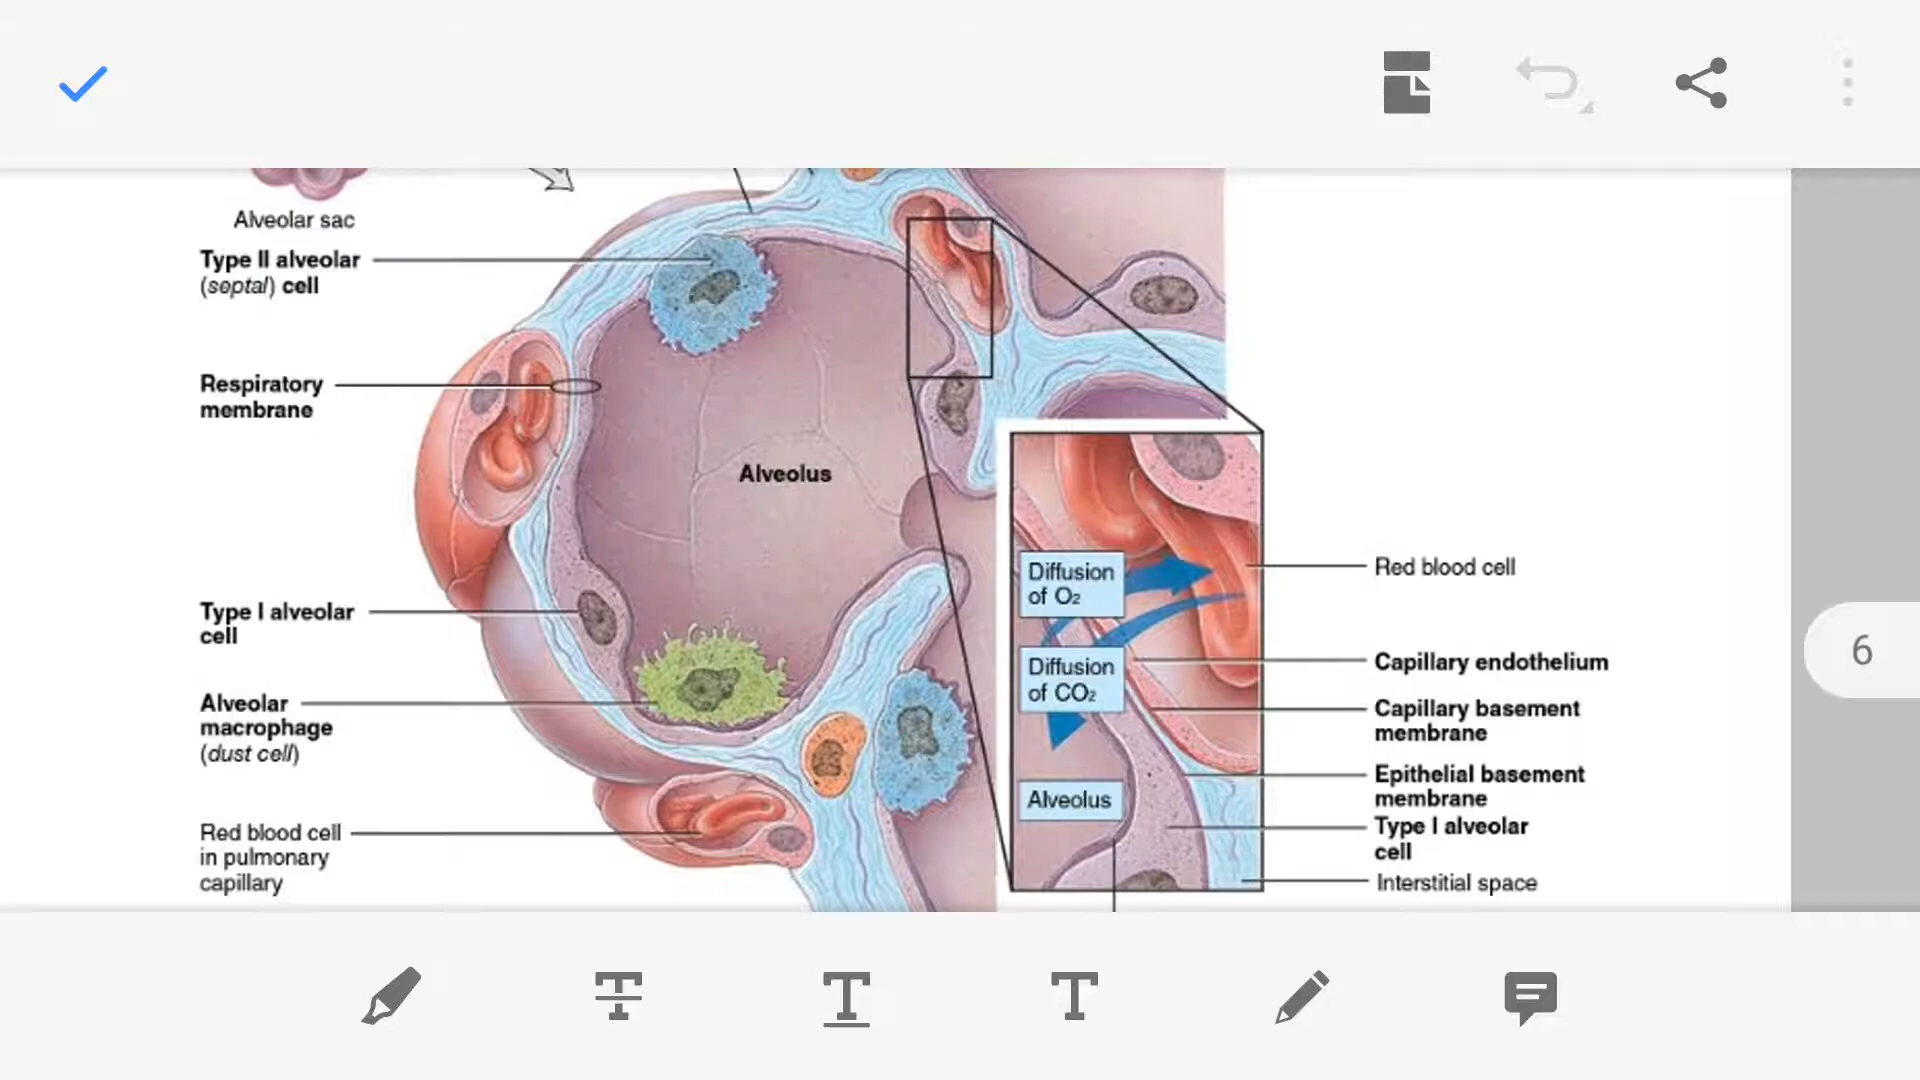 Alveolar sac
Type II alveolar
(septal) cell
Respiratory
membrane
Alveolus
Type I alveolar
cell
Alveolar
macrophage
(dust cell)
Red blood cell
in pulmonary
capillary
Diffusion
of O₂
Diffusion
of CO₂
Alveolus
Red blood cell
Capillary endothelium
Capillary basement
membrane
Epithelial basement
membrane
Type I alveolar
cell
Interstitial space
6